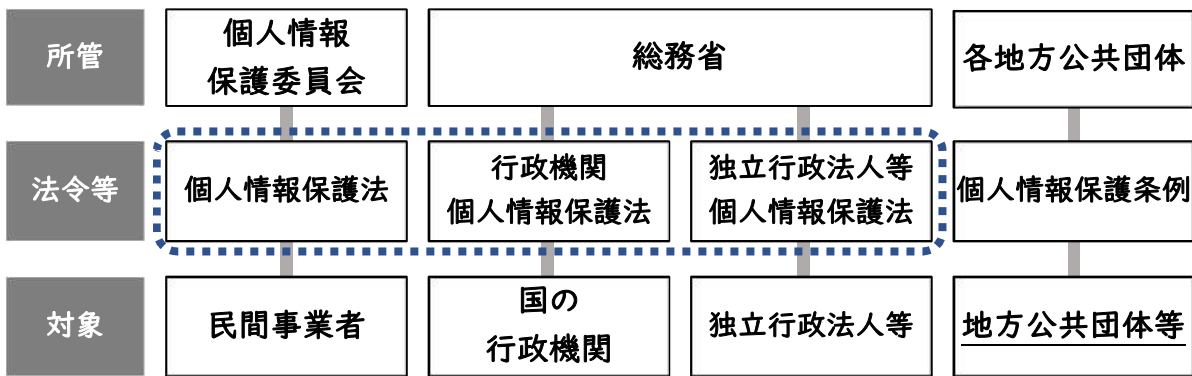 所管
個人情報
保護委員会
総務省
各地方公共団体
法令等
個人情報保護法
行政機関
個人情報保護法
独立行政法人等
個人情報保護法
個人情報保護条例
対象
民間事業者
国の
行政機関
独立行政法人等
地方公共団体等